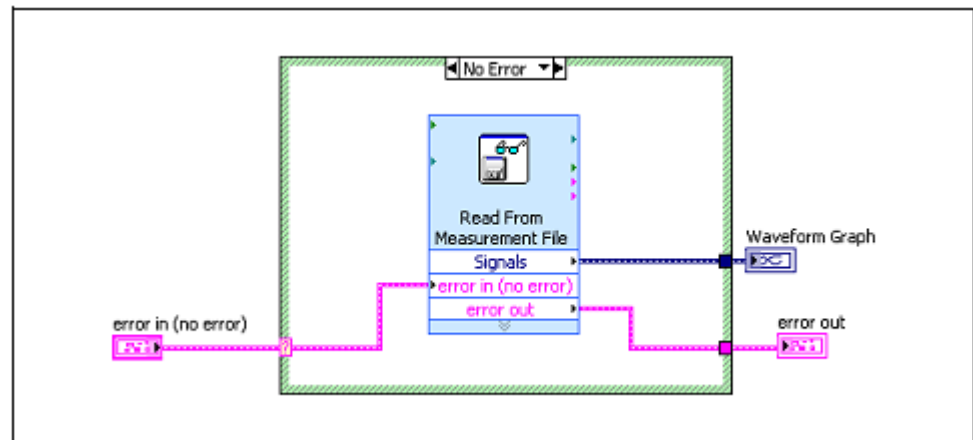 No Error
Read From
Measurement File
Signals
error in (no error)
error out
Waveform Graph
error in (no error)
error out
?